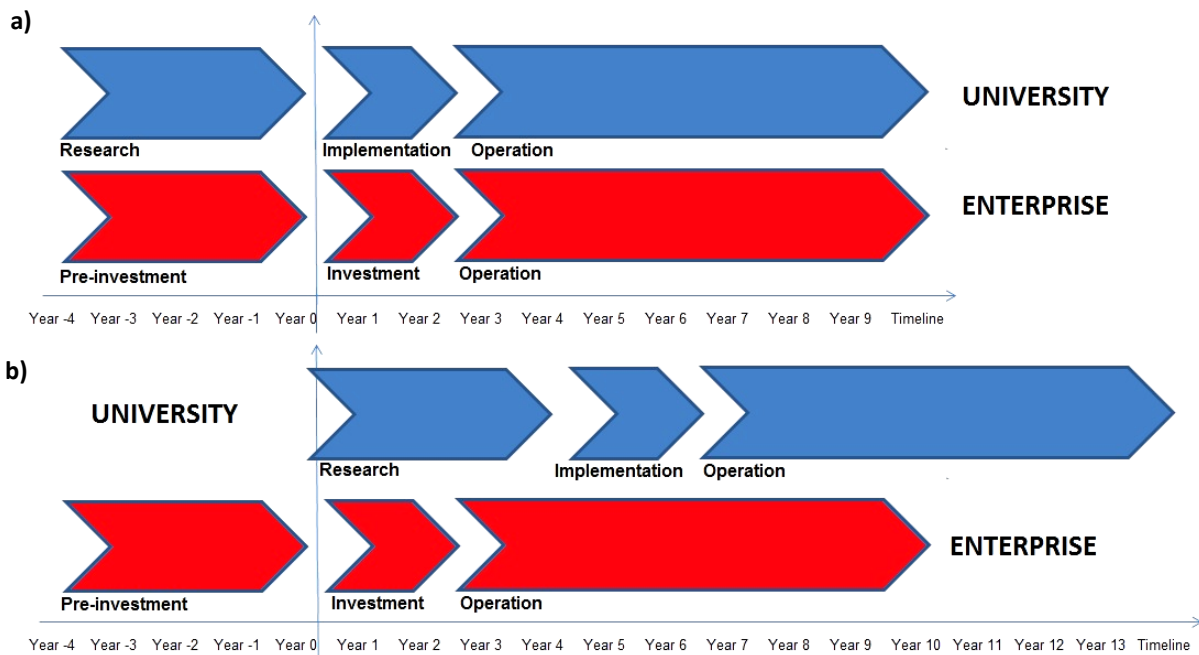 a)
UNIVERSITY
Research Implementation Operation
ENTERPRISE
Pre-investment Investment Operation
Year -4 Year -3 Year -2 Year -1 Year 0 Year 1 Year 2 Year 3 Year 4 Year 5 Year 6 Year 7 Year 8 Year 9 Timeline
b)
UNIVERSITY
Research Implementation Operation
ENTERPRISE
Pre-investment Investment Operation
Year -4 Year -3 Year -2 Year -1 Year 0 Year 1 Year 2 Year 3 Year 4 Year 5 Year 6 Year 7 Year 8 Year 9 Year 10 Year 11 Year 12 Year 13 Timeline